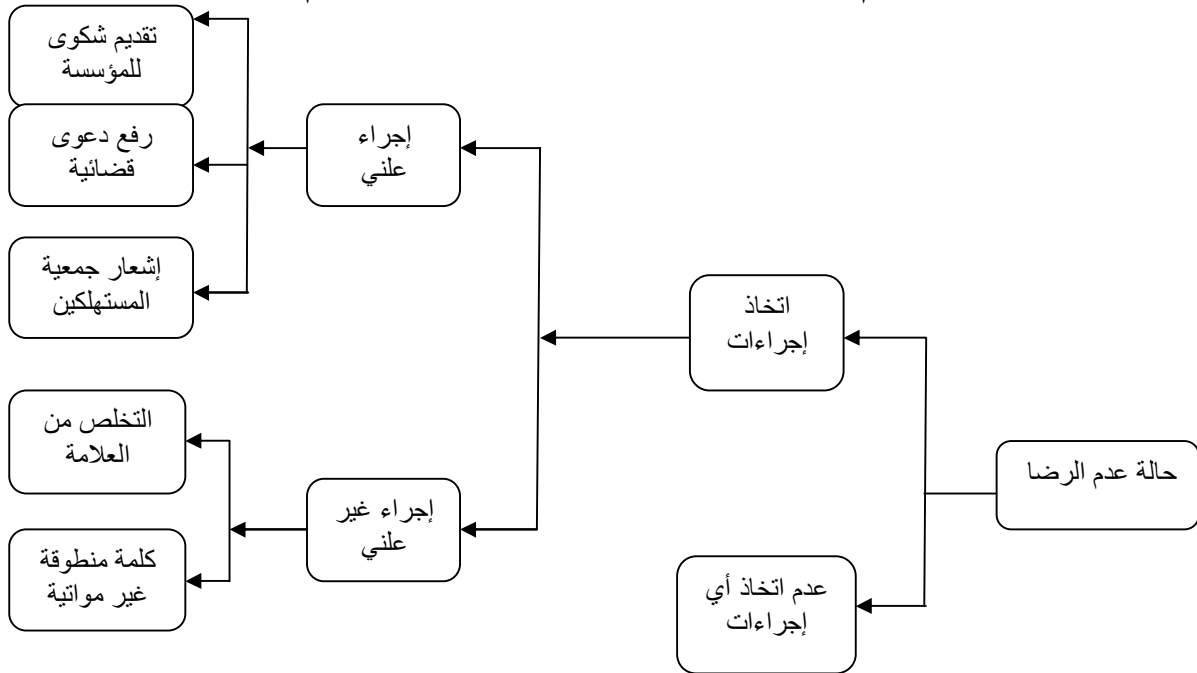 حالة عدم الرضا
اتخاذ
إجراءات
عدم اتخاذ أي
إجراءات
إجراء
علني
إجراء غير
علني
تقديم شكوى
للمؤسسة
رفع دعوى
قضائية
إشعار جمعية
المستهلكين
التخلص من
العلامة
كلمة منطوقة
غير مواتية